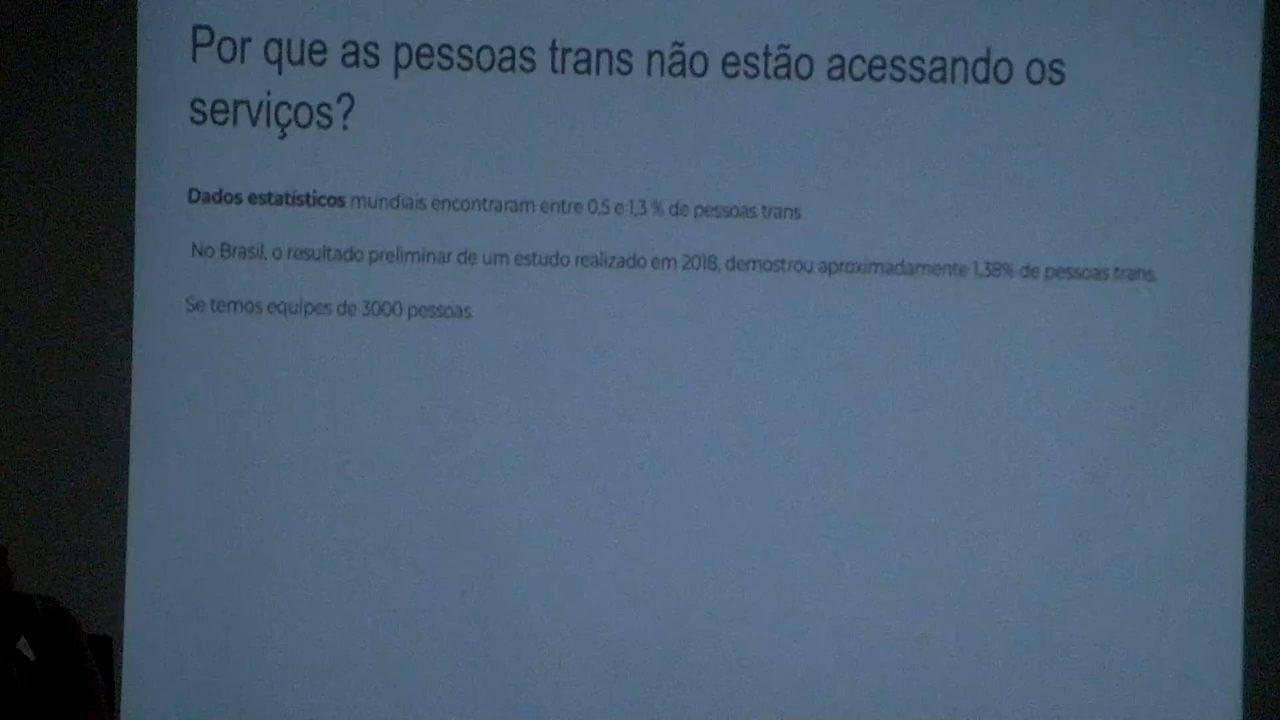 Por que as pessoas trans não estão acessando os
serviços?
Dados estatísticos mundiais encontraram entre 0,5 e 1,3 % de pessoas trans
No Brasil, o resultado preliminar de um estudo realizado em 2018, demostrou aproximadamente 1,38% de pessoas trans.
Se temos equipes de 3000 pessoas